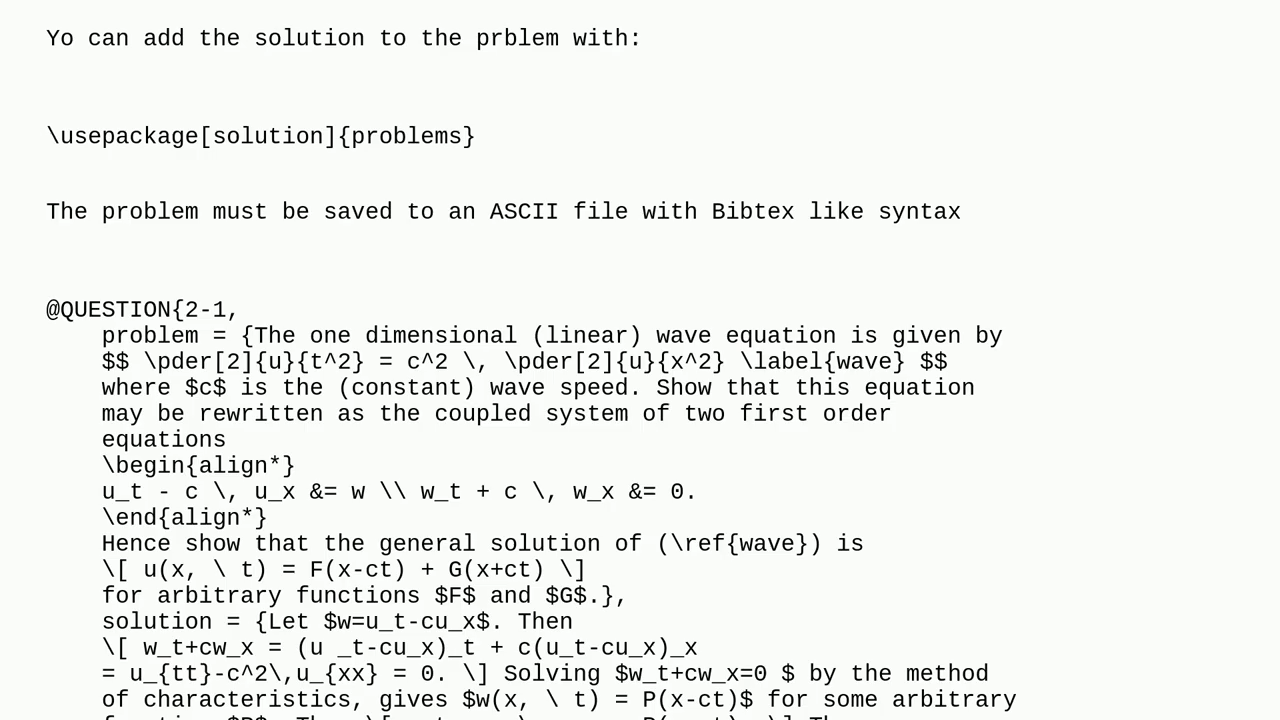 Yo can add the solution to the prblem with:
\usepackage[solution]{problems}
The problem must be saved to an ASCII file with Bibtex like syntax
@QUESTION{2-1,
    problem = {The one dimensional (linear) wave equation is given by
    $$ \pder[2]{u}{t^2} = c^2 \, \pder[2]{u}{x^2} \label{wave} $$
    where $c$ is the (constant) wave speed. Show that this equation
    may be rewritten as the coupled system of two first order
    equations
    \begin{align*}
    u_t - c \, u_x &= w \\ w_t + c \, w_x &= 0.
    \end{align*}
    Hence show that the general solution of (\ref{wave}) is
    \[ u(x, \ t) = F(x-ct) + G(x+ct) \]
    for arbitrary functions $F$ and $G$.},
    solution = {Let $w=u_t-cu_x$. Then
    \[ w_t+cw_x = (u _t-cu_x)_t + c(u_t-cu_x)_x
    = u_{tt}-c^2\,u_{xx} = 0. \] Solving $w_t+cw_x=0 $ by the method
    of characteristics, gives $w(x, \ t) = P(x-ct)$ for some arbitrary